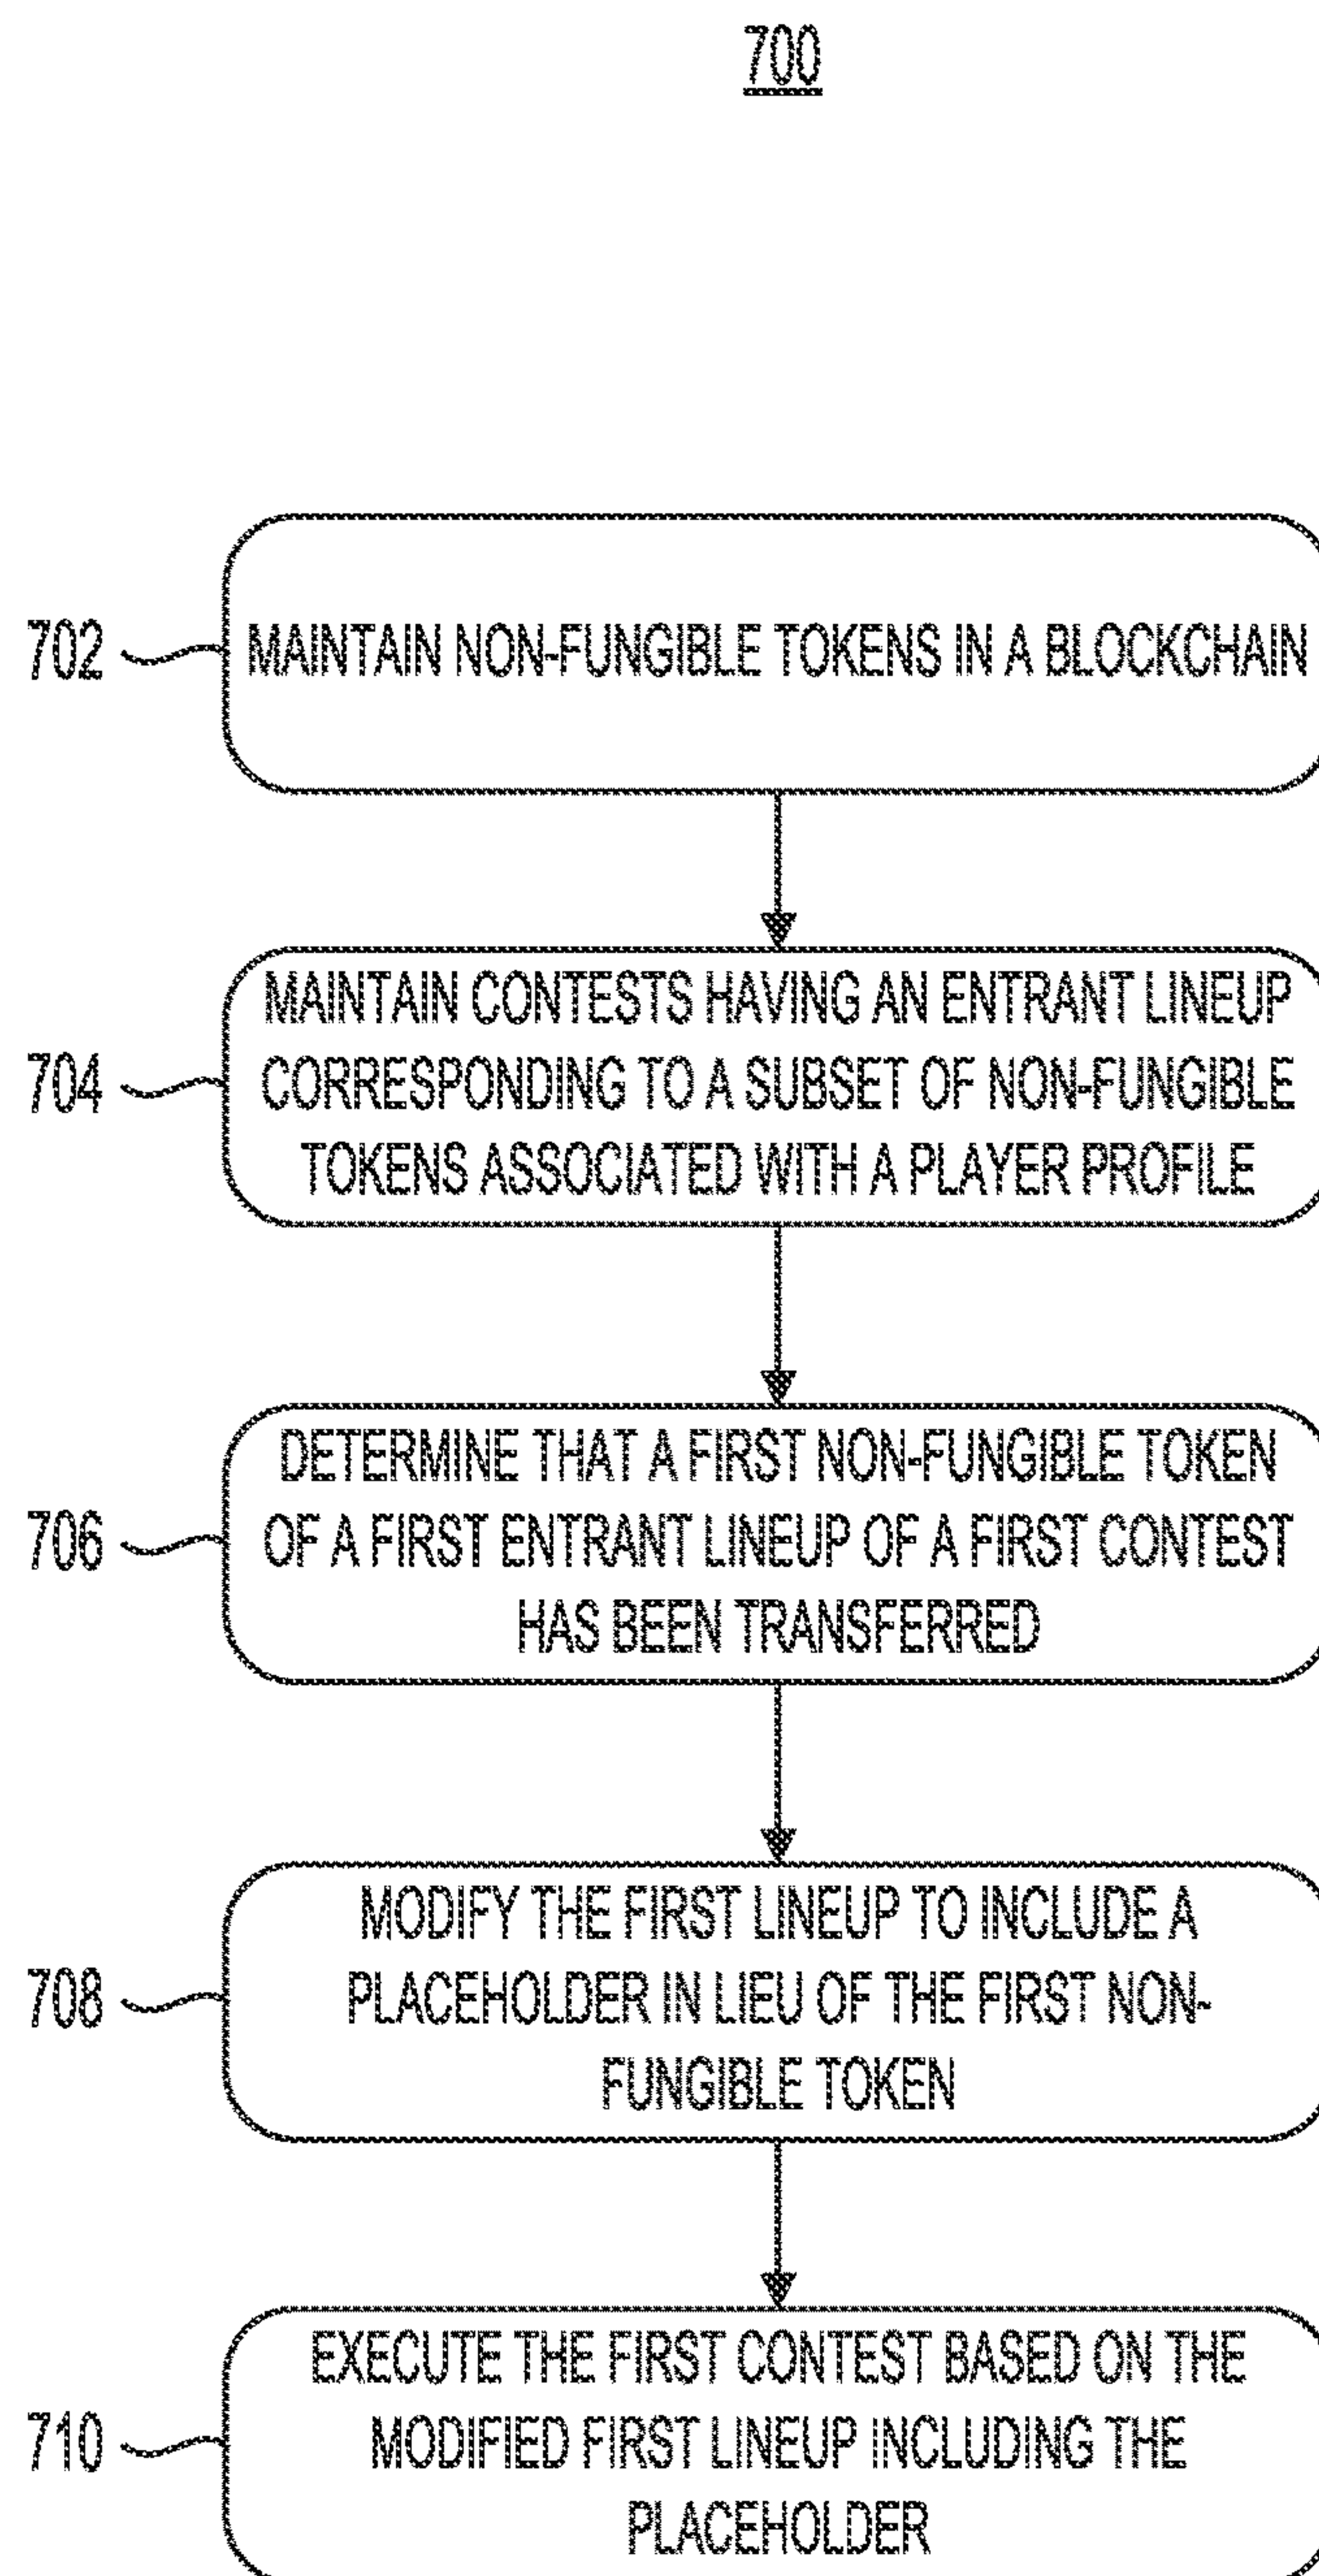 700
702
MAINTAIN NON-FUNGIBLE TOKENS IN A BLOCKCHAIN
704
MAINTAIN CONTESTS HAVING AN ENTRANT LINEUP
CORRESPONDING TO A SUBSET OF NON-FUNGIBLE
TOKENS ASSOCIATED WITH A PLAYER PROFILE
706
DETERMINE THAT A FIRST NON-FUNGIBLE TOKEN
OF A FIRST ENTRANT LINEUP OF A FIRST CONTEST
HAS BEEN TRANSFERRED
708
MODIFY THE FIRST LINEUP TO INCLUDE A
PLACEHOLDER IN LIEU OF THE FIRST NON-
FUNGIBLE TOKEN
710
EXECUTE THE FIRST CONTEST BASED ON THE
MODIFIED FIRST LINEUP INCLUDING THE
PLACEHOLDER